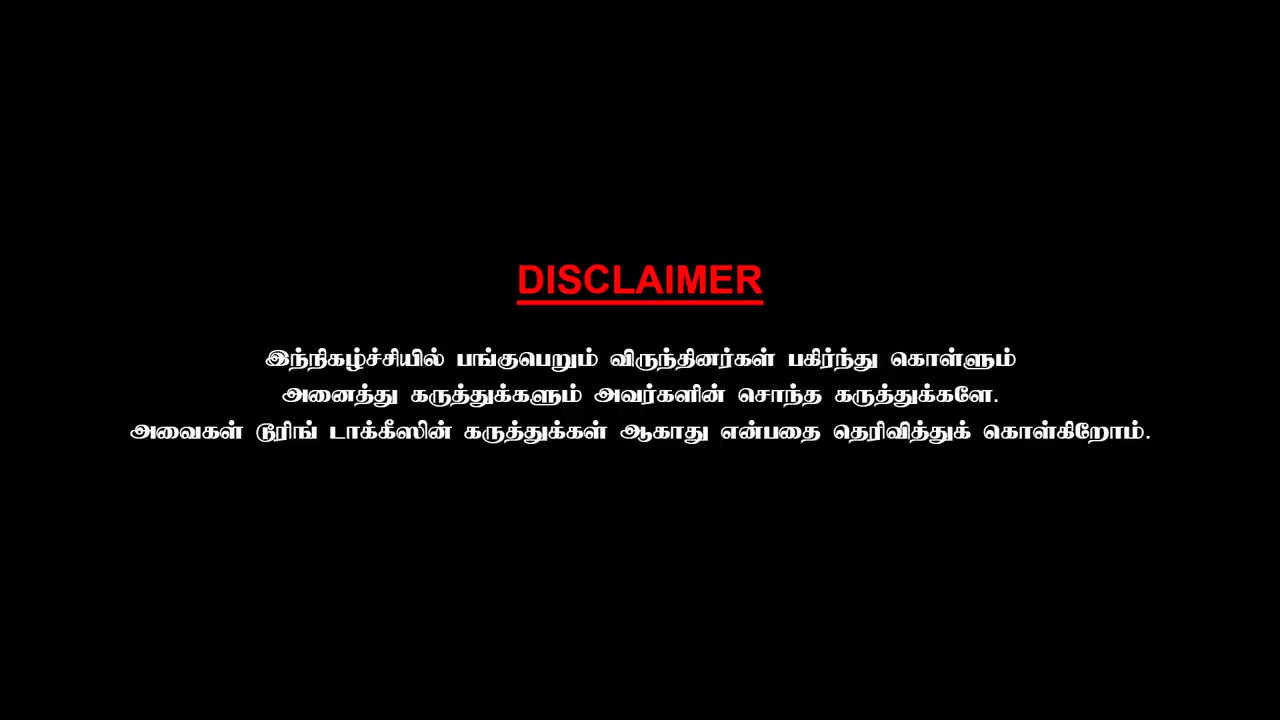 DISCLAIMER
இந்நிகழ்ச்சியில் பங்குபெறும் விருந்தினர்கள் பகிர்ந்து கொள்ளும்
அனைத்து கருத்துக்களும் அவர்களின் சொந்த கருத்துக்களே.
அவைகள் டூரிங் டாக்கீஸின் கருத்துக்கள் ஆகாது என்பதை தெரிவித்துக் கொள்கிறோம்.